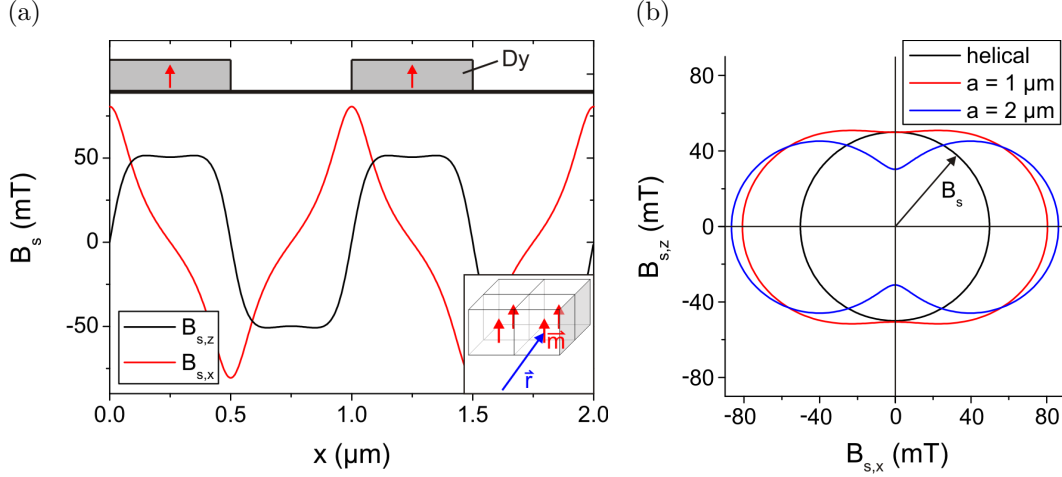 (a)
Dy
B_s (mT)
50
0
-50
B_s,z
B_s,x
m⃗
r⃗
0.0 0.5 1.0 1.5 2.0
x (µm)
(b)
helical
a = 1 µm
a = 2 µm
B_s
B_s,z (mT)
80
40
0
-40
-80
-80 -40 0 40 80
B_s,x (mT)